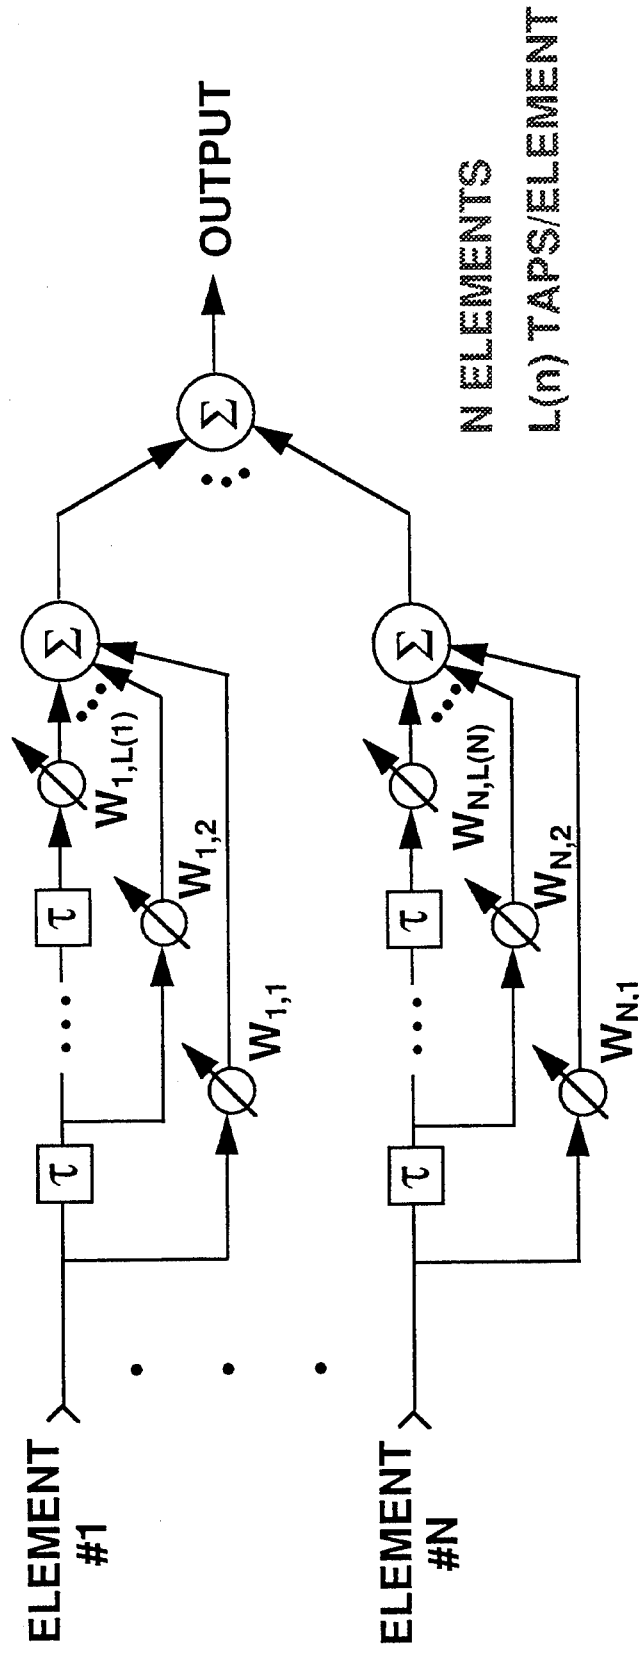 ELEMENT
#1
τ
W1,1
W1,2
τ
W1,L(1)
Σ
ELEMENT
#N
τ
WN,1
WN,2
τ
WN,L(N)
Σ
Σ
OUTPUT
N ELEMENTS
L(n) TAPS/ELEMENT